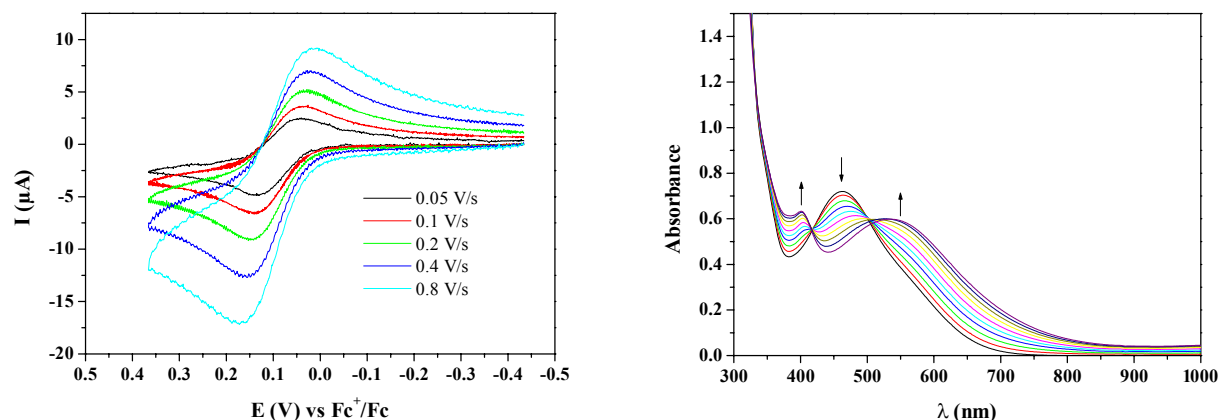 10
5
0
-5
-10
-15
-20
I (μA)
0.05 V/s
0.1 V/s
0.2 V/s
0.4 V/s
0.8 V/s
0.5 0.4 0.3 0.2 0.1 0.0 -0.1 -0.2 -0.3 -0.4 -0.5
E (V) vs Fc⁺/Fc
1.4
1.2
1.0
0.8
0.6
0.4
0.2
0.0
Absorbance
300 400 500 600 700 800 900 1000
λ (nm)